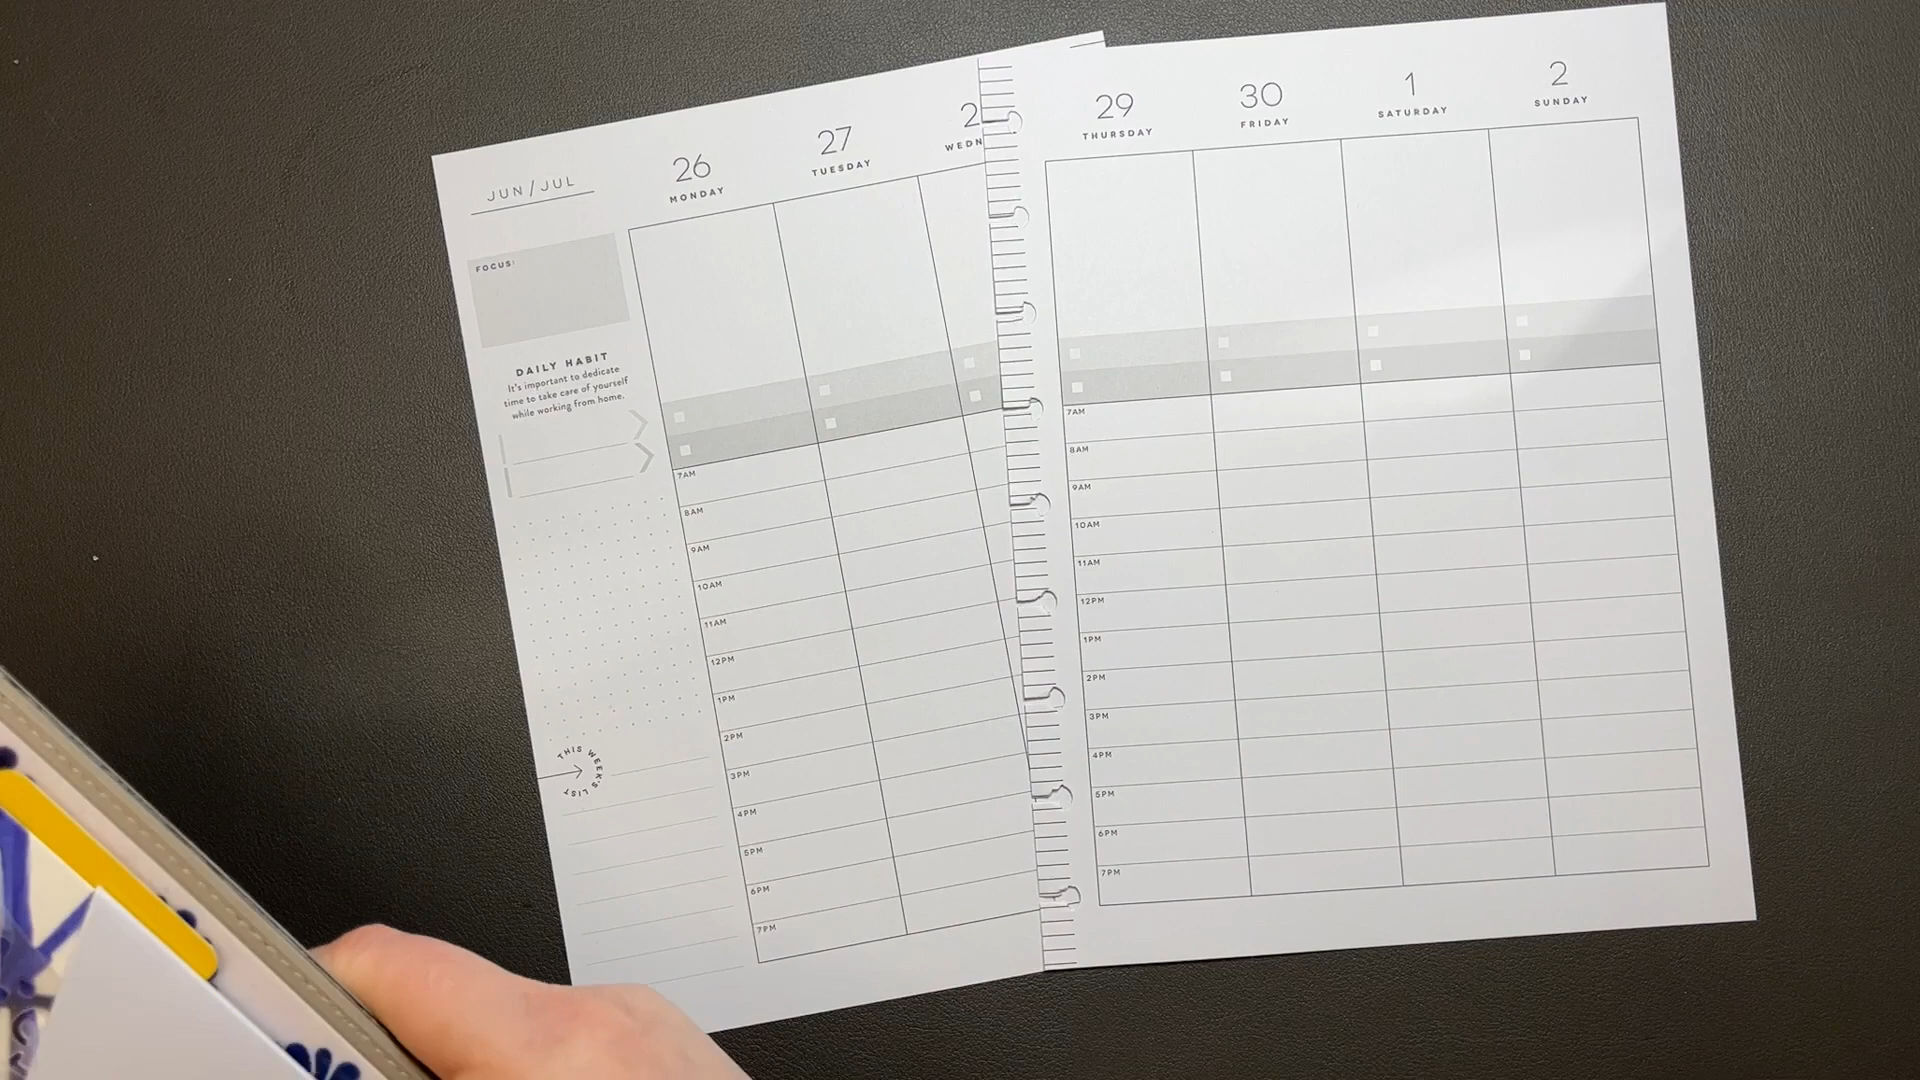 JUN/JUL
26
MONDAY
27
TUESDAY
2
WEDN
FOCUS:
DAILY HABIT
It's important to dedicate
time to take care of yourself
while working from home.
THIS WEEK'S LIST
7AM
8AM
9AM
10AM
11AM
12PM
1PM
2PM
3PM
4PM
5PM
6PM
7PM
29
THURSDAY
30
FRIDAY
1
SATURDAY
2
SUNDAY
7AM
8AM
9AM
10AM
11AM
12PM
1PM
2PM
3PM
4PM
5PM
6PM
7PM